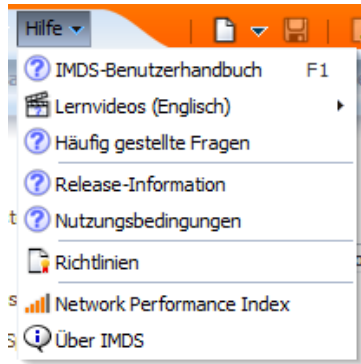 Hilfe
IMDS-Benutzerhandbuch F1
Lernvideos (Englisch)
Häufig gestellte Fragen
Release-Information
Nutzungsbedingungen
Richtlinien
Network Performance Index
Über IMDS